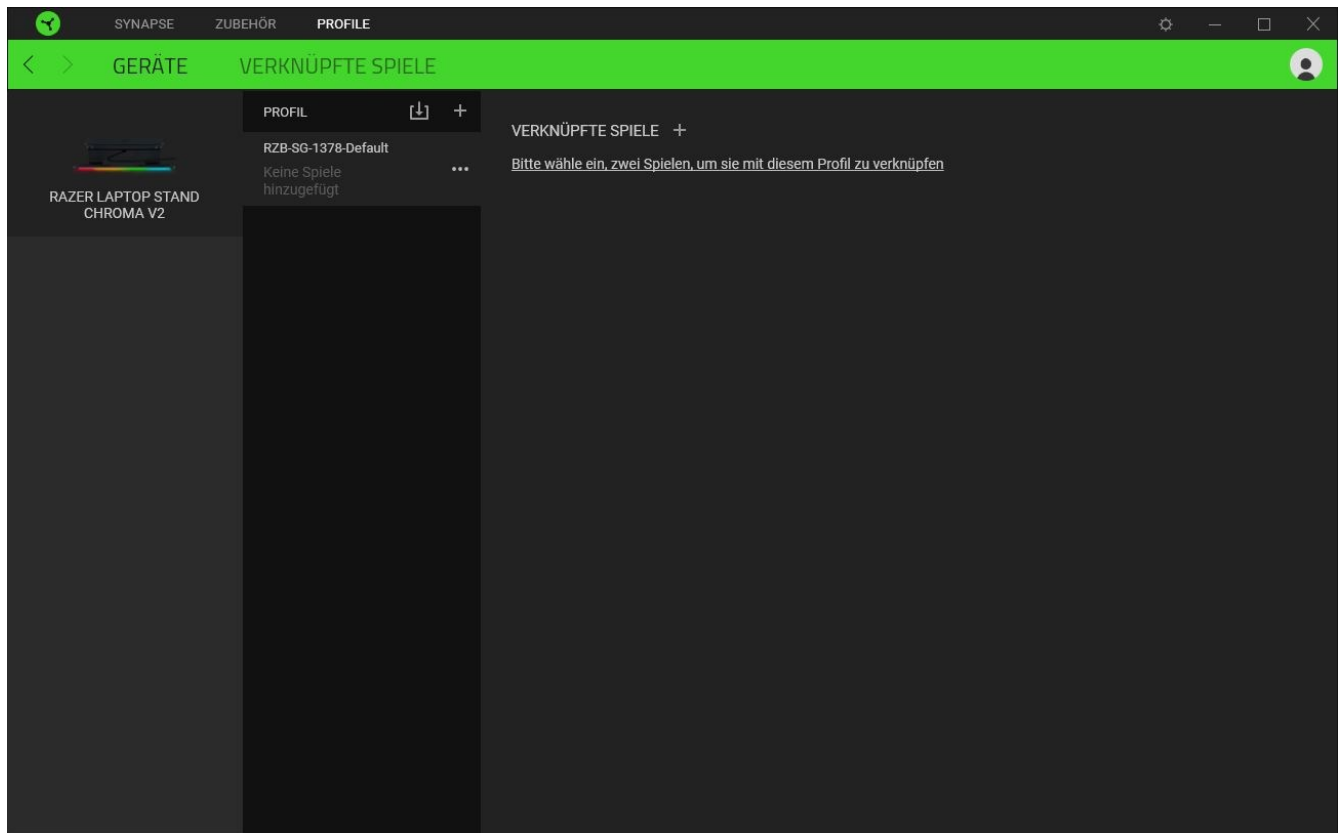 SYNAPSE ZUBEHÖR PROFILE
GERÄTE VERKNÜPFTE SPIELE
RAZER LAPTOP STAND
CHROMA V2
PROFIL
RZB-SG-1378-Default
Keine Spiele
hinzugefügt
VERKNÜPFTE SPIELE
Bitte wähle ein, zwei Spielen, um sie mit diesem Profil zu verknüpfen